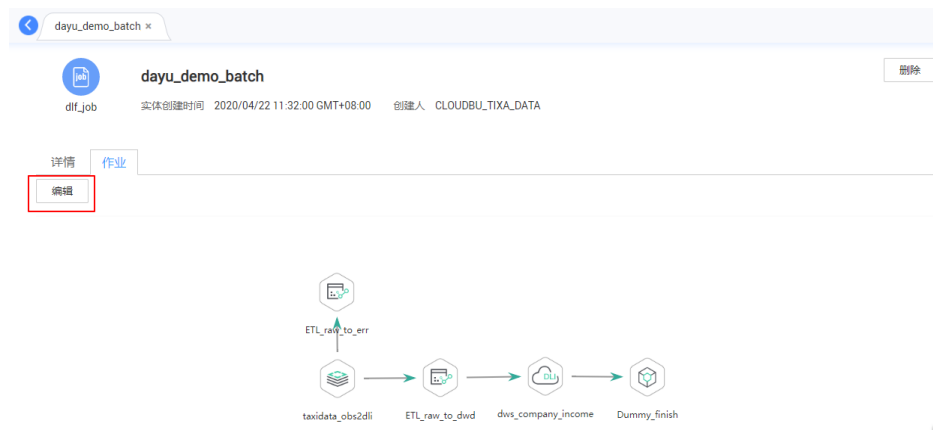 dayu_demo_batch ×
job
dayu_demo_batch
删除
dlf_job
实体创建时间 2020/04/22 11:32:00 GMT+08:00 创建人 CLOUDBU_TIXA_DATA
详情 作业
编辑
ETL_raw_to_err
DLI
taxidata_obs2dli ETL_raw_to_dwd dws_company_income Dummy_finish